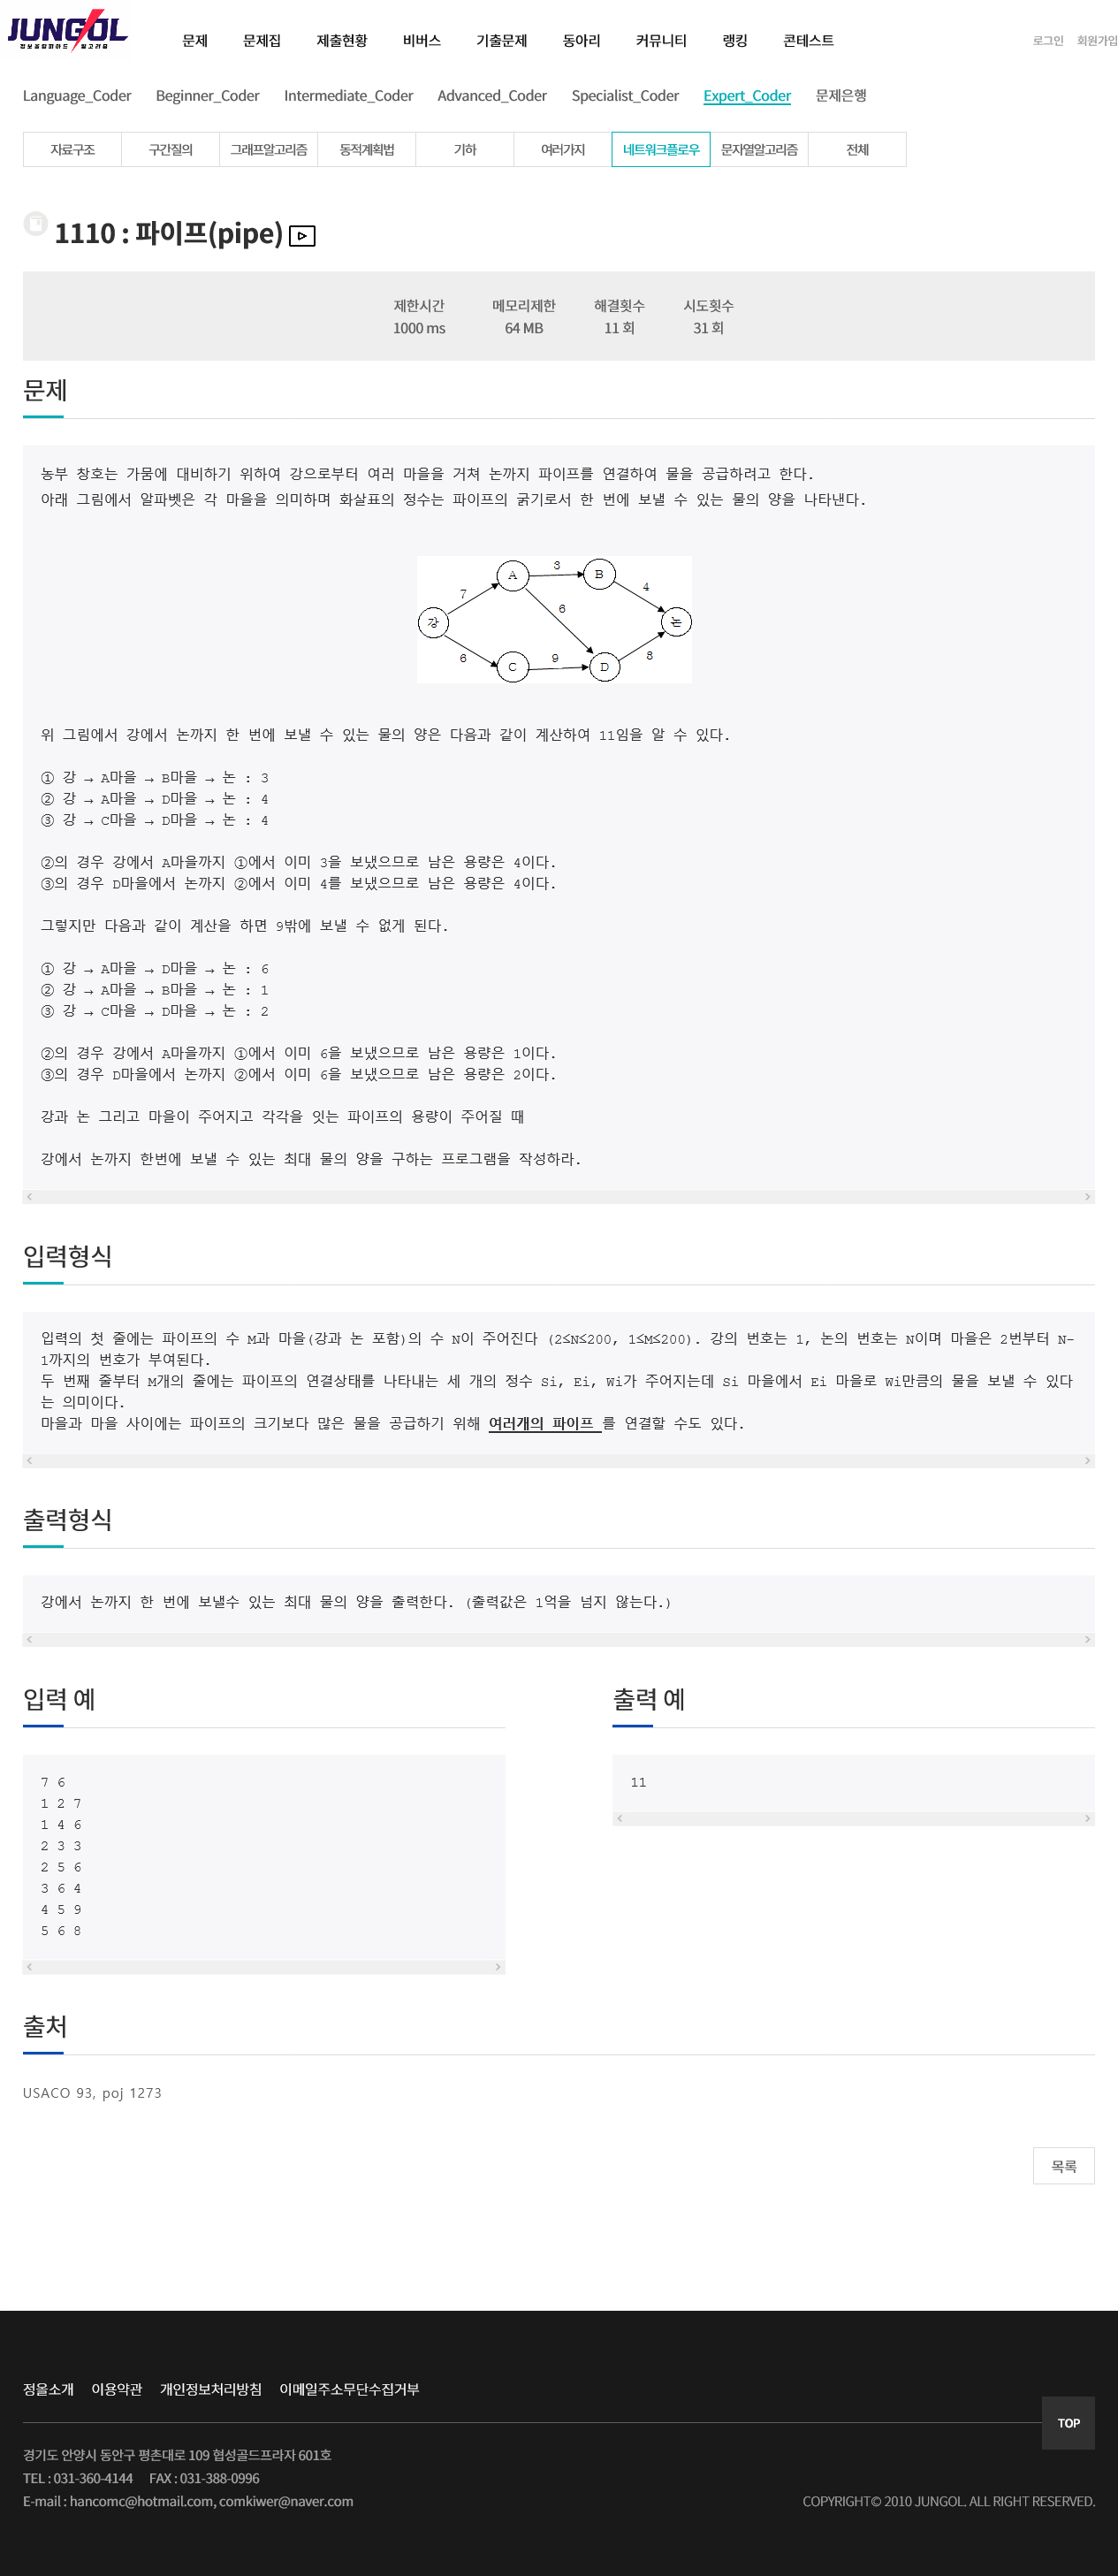 JUNGOL
정보올림피아드 알고리즘
문제 문제집 제출현황 비버스 기출문제 동아리 커뮤니티 랭킹 콘테스트 로그인 회원가입
Language_Coder Beginner_Coder Intermediate_Coder Advanced_Coder Specialist_Coder Expert_Coder 문제은행
자료구조 구간질의 그래프알고리즘 동적계획법 기하 여러가지 네트워크플로우 문자열알고리즘 전체
1110 : 파이프(pipe)
제한시간 메모리제한 해결횟수 시도횟수
1000 ms 64 MB 11 회 31 회
문제
농부 창호는 가뭄에 대비하기 위하여 강으로부터 여러 마을을 거쳐 논까지 파이프를 연결하여 물을 공급하려고 한다.
아래 그림에서 알파벳은 각 마을을 의미하며 화살표의 정수는 파이프의 굵기로서 한 번에 보낼 수 있는 물의 양을 나타낸다.
A 3 B
7 6 4
강 논
6 9 8
C D
위 그림에서 강에서 논까지 한 번에 보낼 수 있는 물의 양은 다음과 같이 계산하여 11임을 알 수 있다.
① 강 → A마을 → B마을 → 논 : 3
② 강 → A마을 → D마을 → 논 : 4
③ 강 → C마을 → D마을 → 논 : 4
②의 경우 강에서 A마을까지 ①에서 이미 3을 보냈으므로 남은 용량은 4이다.
③의 경우 D마을에서 논까지 ②에서 이미 4를 보냈으므로 남은 용량은 4이다.
그렇지만 다음과 같이 계산을 하면 9밖에 보낼 수 없게 된다.
① 강 → A마을 → D마을 → 논 : 6
② 강 → A마을 → B마을 → 논 : 1
③ 강 → C마을 → D마을 → 논 : 2
②의 경우 강에서 A마을까지 ①에서 이미 6을 보냈으므로 남은 용량은 1이다.
③의 경우 D마을에서 논까지 ②에서 이미 6을 보냈으므로 남은 용량은 2이다.
강과 논 그리고 마을이 주어지고 각각을 잇는 파이프의 용량이 주어질 때
강에서 논까지 한번에 보낼 수 있는 최대 물의 양을 구하는 프로그램을 작성하라.
입력형식
입력의 첫 줄에는 파이프의 수 M과 마을(강과 논 포함)의 수 N이 주어진다 (2≤N≤200, 1≤M≤200). 강의 번호는 1, 논의 번호는 N이며 마을은 2번부터 N-
1까지의 번호가 부여된다.
두 번째 줄부터 M개의 줄에는 파이프의 연결상태를 나타내는 세 개의 정수 Si, Ei, Wi가 주어지는데 Si 마을에서 Ei 마을로 Wi만큼의 물을 보낼 수 있다
는 의미이다.
마을과 마을 사이에는 파이프의 크기보다 많은 물을 공급하기 위해 여러개의 파이프 를 연결할 수도 있다.
출력형식
강에서 논까지 한 번에 보낼수 있는 최대 물의 양을 출력한다. (출력값은 1억을 넘지 않는다.)
입력 예
7 6
1 2 7
1 4 6
2 3 3
2 5 6
3 6 4
4 5 9
5 6 8
출력 예
11
출처
USACO 93, poj 1273
목록
정올소개 이용약관 개인정보처리방침 이메일주소무단수집거부
TOP
경기도 안양시 동안구 평촌대로 109 협성골드프라자 601호
TEL : 031-360-4144 FAX : 031-388-0996
E-mail : hancomc@hotmail.com, comkiwer@naver.com
COPYRIGHT© 2010 JUNGOL. ALL RIGHT RESERVED.